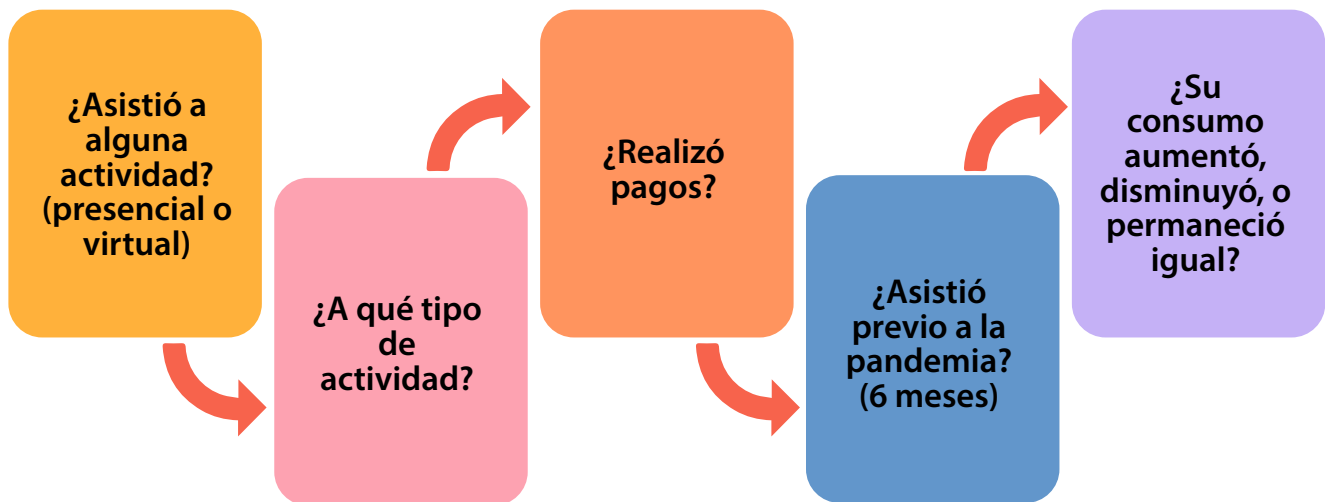 ¿Asistió a
alguna
actividad?
(presencial o
virtual)
¿A qué tipo
de
actividad?
¿Realizó
pagos?
¿Asistió
previo a la
pandemia?
(6 meses)
¿Su
consumo
aumentó,
disminuyó, o
permaneció
igual?